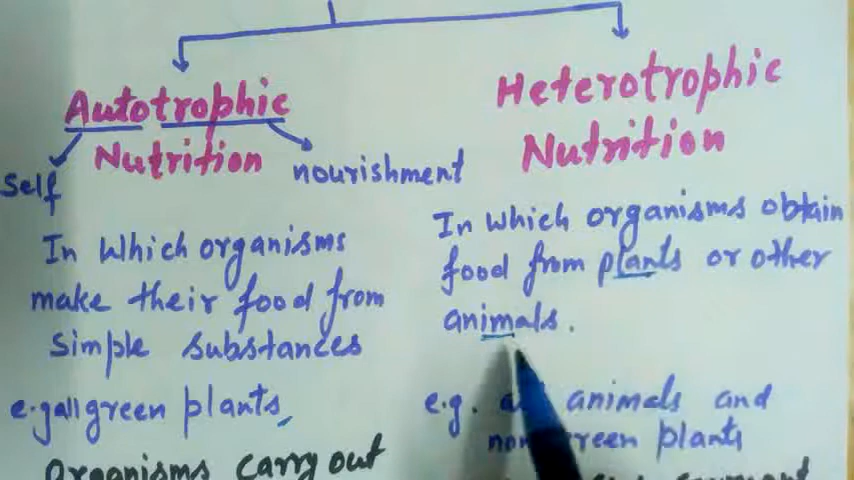 Autotrophic
Nutrition
Self
nourishment
In Which organisms
make their food from
simple substances
e.g all green plants,
organisms carry out
Heterotrophic
Nutrition
In which organisms obtain
food from plants or other
animals.
e.g. animals and
green plants